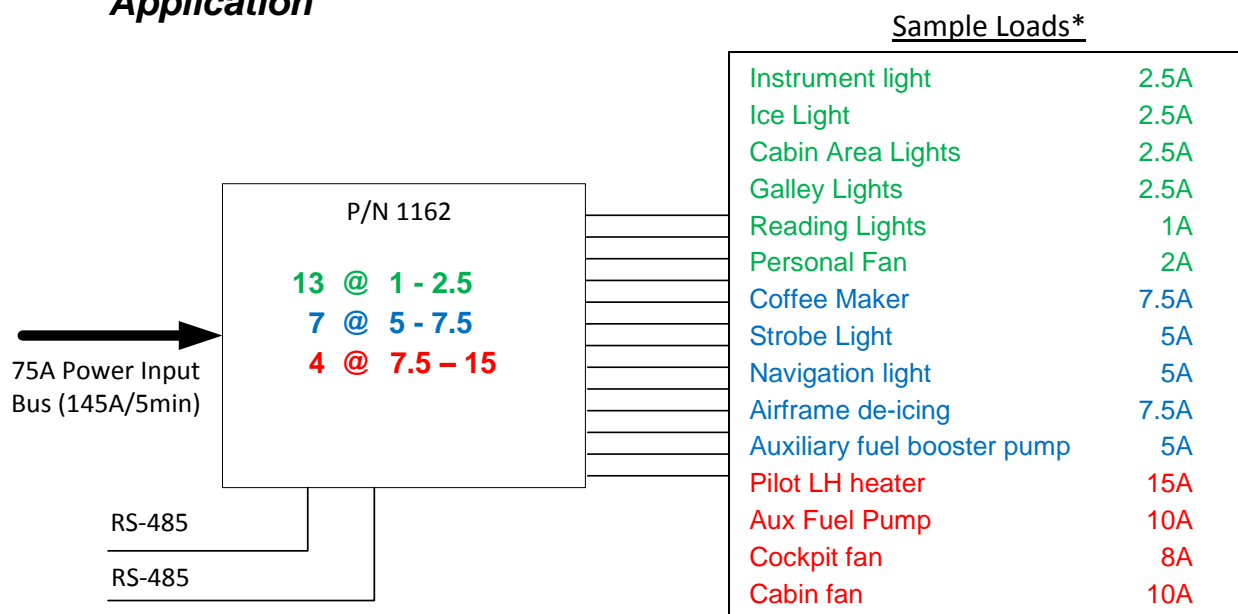 Application
Sample Loads*
Instrument light 2.5A
Ice Light 2.5A
Cabin Area Lights 2.5A
Galley Lights 2.5A
Reading Lights 1A
Personal Fan 2A
Coffee Maker 7.5A
Strobe Light 5A
Navigation light 5A
Airframe de-icing 7.5A
Auxiliary fuel booster pump 5A
Pilot LH heater 15A
Aux Fuel Pump 10A
Cockpit fan 8A
Cabin fan 10A
P/N 1162
13 @ 1 - 2.5
7 @ 5 - 7.5
4 @ 7.5 – 15
75A Power Input
Bus (145A/5min)
RS-485
RS-485